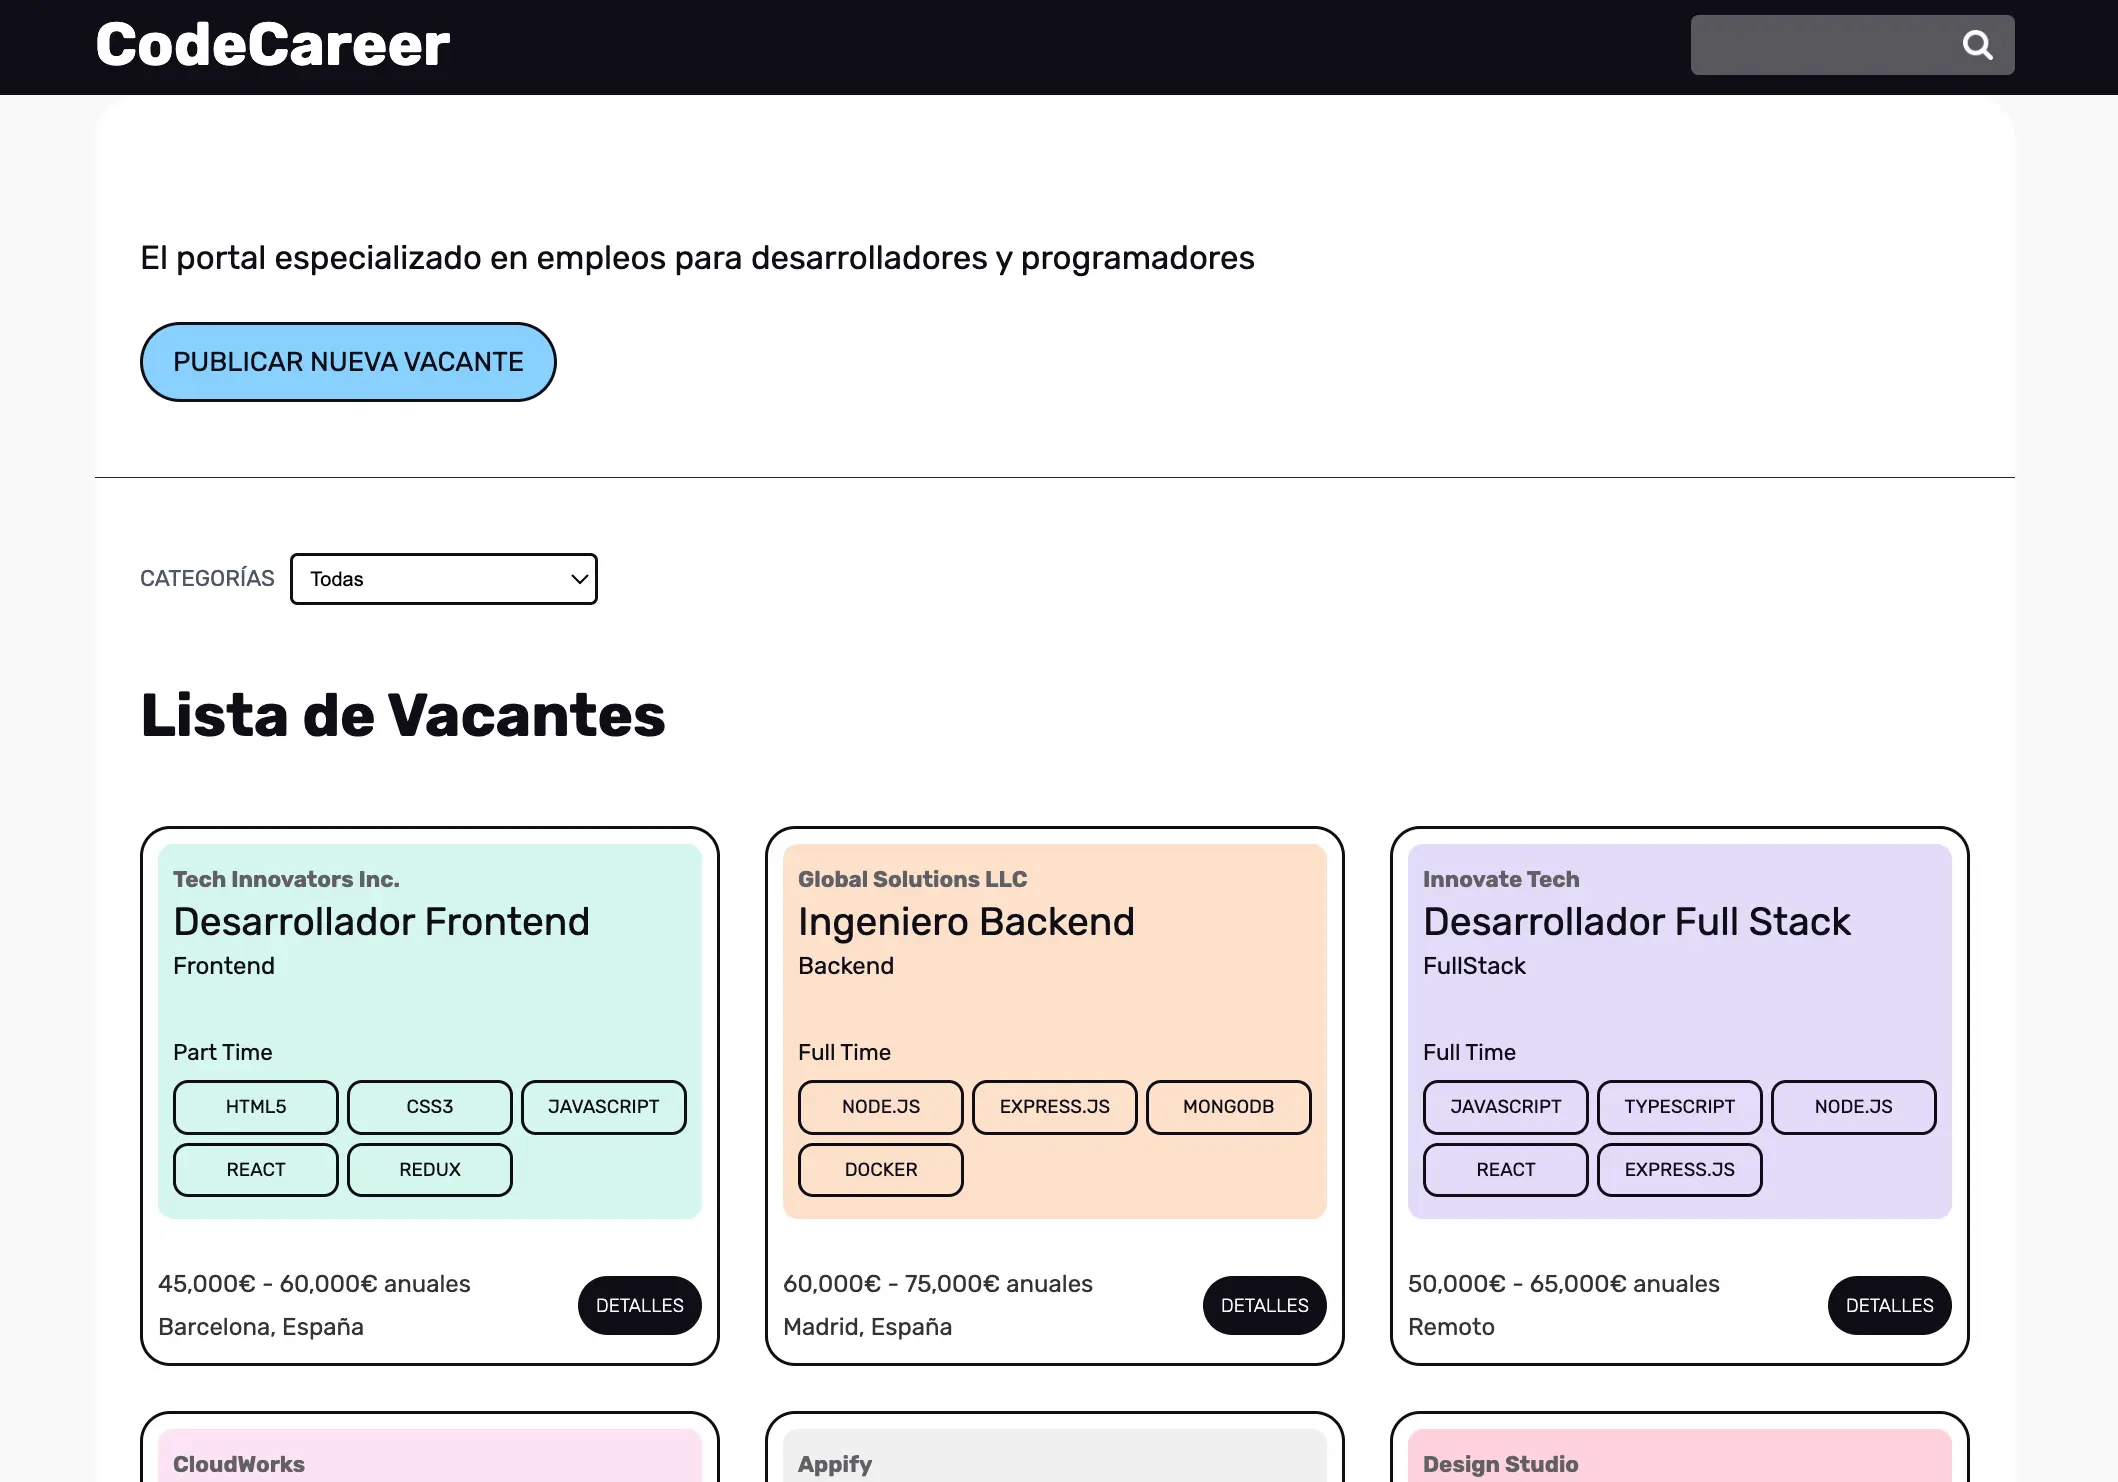 CodeCareer
El portal especializado en empleos para desarrolladores y programadores
PUBLICAR NUEVA VACANTE
CATEGORÍAS Todas
Lista de Vacantes
Tech Innovators Inc.
Desarrollador Frontend
Frontend
Part Time
HTML5 CSS3 JAVASCRIPT
REACT REDUX
45,000€ - 60,000€ anuales
Barcelona, España
DETALLES
Global Solutions LLC
Ingeniero Backend
Backend
Full Time
NODE.JS EXPRESS.JS MONGODB
DOCKER
60,000€ - 75,000€ anuales
Madrid, España
DETALLES
Innovate Tech
Desarrollador Full Stack
FullStack
Full Time
JAVASCRIPT TYPESCRIPT NODE.JS
REACT EXPRESS.JS
50,000€ - 65,000€ anuales
Remoto
DETALLES
CloudWorks
Appify
Design Studio